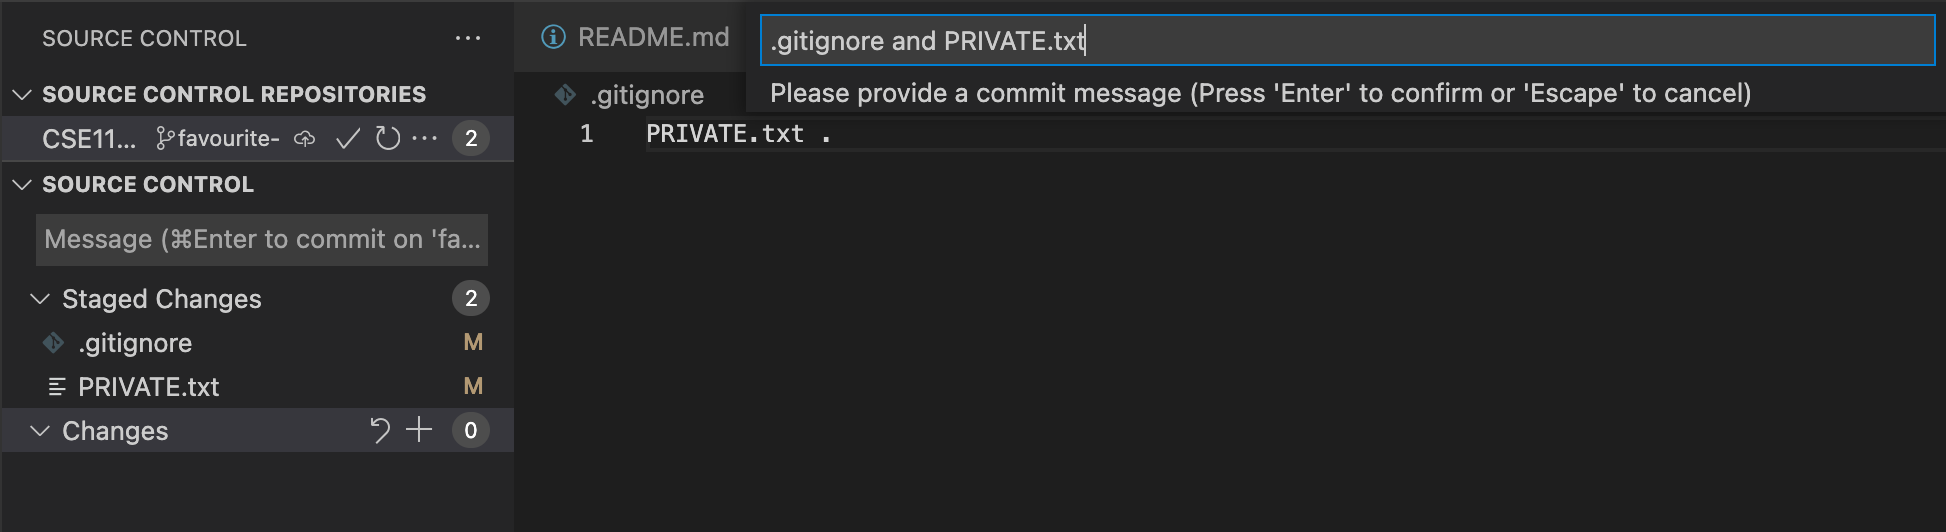 SOURCE CONTROL ...
README.md
.gitignore and PRIVATE.txt
Please provide a commit message (Press 'Enter' to confirm or 'Escape' to cancel)
SOURCE CONTROL REPOSITORIES
CSE11... favourite- ... 2
.gitignore
1 PRIVATE.txt .
SOURCE CONTROL
Message (⌘Enter to commit on 'fa...
Staged Changes 2
.gitignore M
PRIVATE.txt M
Changes 0